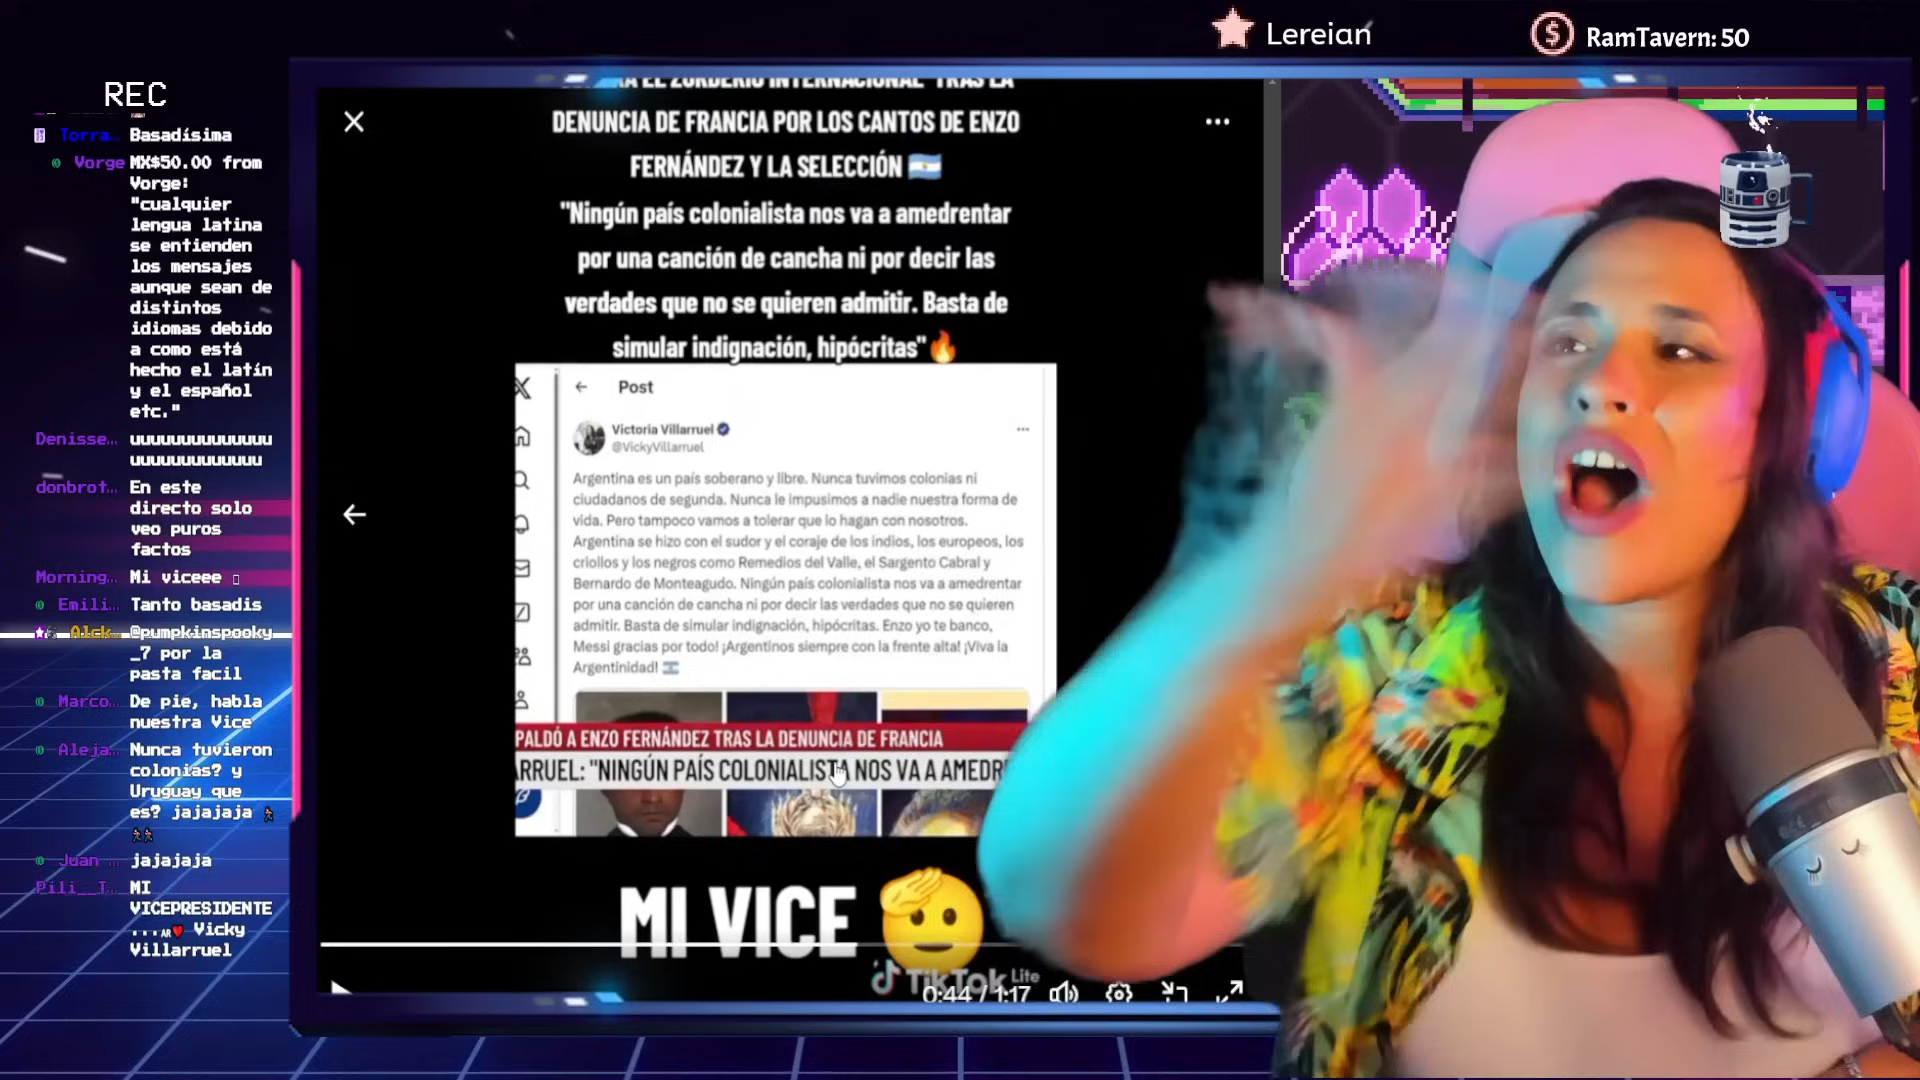 Lereian
RamTavern: 50
REC
Torra... Basadísima
Vorge MX$50.00 from
Vorge:
"cualquier
lengua latina
se entienden
los mensajes
aunque sean de
distintos
idiomas debido
a como está
hecho el latín
y el español
etc."
Denisse... uuuuuuuuuuuuuuu
uuuuuuuuuuuuuu
donbrot... En este
directo solo
veo puros
factos
Morning... Mi viceee
Emili... Tanto basadis
Alck... @pumpkinspooky
_7 por la
pasta facil
Marco... De pie, habla
nuestra Vice
Aleja... Nunca tuvieron
colonias? y
Uruguay que
es? jajajaja
Juan ... jajajaja
Pili__T... MI
VICEPRESIDENTE
...AR♥ Vicky
Villarruel
EL ZURDERÍO INTERNACIONAL" TRAS LA
DENUNCIA DE FRANCIA POR LOS CANTOS DE ENZO
FERNÁNDEZ Y LA SELECCIÓN 🇦🇷
"Ningún país colonialista nos va a amedrentar
por una canción de cancha ni por decir las
verdades que no se quieren admitir. Basta de
simular indignación, hipócritas"🔥
Post
Victoria Villarruel
@VickyVillarruel
Argentina es un país soberano y libre. Nunca tuvimos colonias ni
ciudadanos de segunda. Nunca le impusimos a nadie nuestra forma de
vida. Pero tampoco vamos a tolerar que lo hagan con nosotros.
Argentina se hizo con el sudor y el coraje de los indios, los europeos, los
criollos y los negros como Remedios del Valle, el Sargento Cabral y
Bernardo de Monteagudo. Ningún país colonialista nos va a amedrentar
por una canción de cancha ni por decir las verdades que no se quieren
admitir. Basta de simular indignación, hipócritas. Enzo yo te banco,
Messi gracias por todo! ¡Argentinos siempre con la frente alta! ¡Viva la
Argentinidad! 🇦🇷
PALDÓ A ENZO FERNÁNDEZ TRAS LA DENUNCIA DE FRANCIA
ARRUEL: "NINGÚN PAÍS COLONIALISTA NOS VA A AMEDRE
MI VICE 🫡
TikTok Lite
0:44 / 1:17